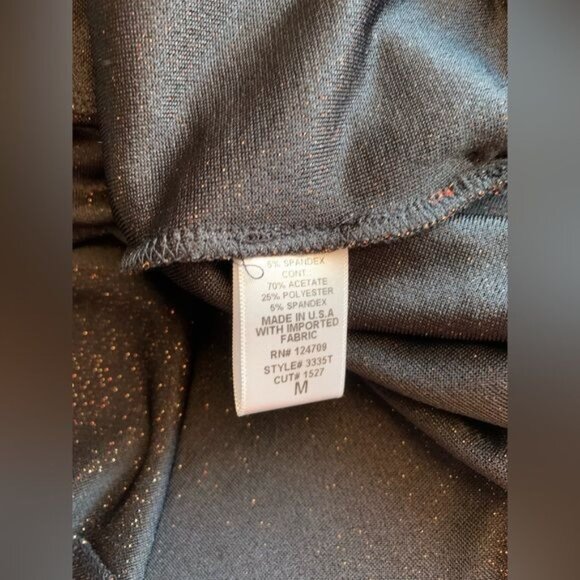 5% SPANDEX
CONT.
70% ACETATE
25% POLYESTER
5% SPANDEX
MADE IN U.S.A
WITH IMPORTED
FABRIC
RN# 124709
STYLE# 3335T
CUT# 1527
M